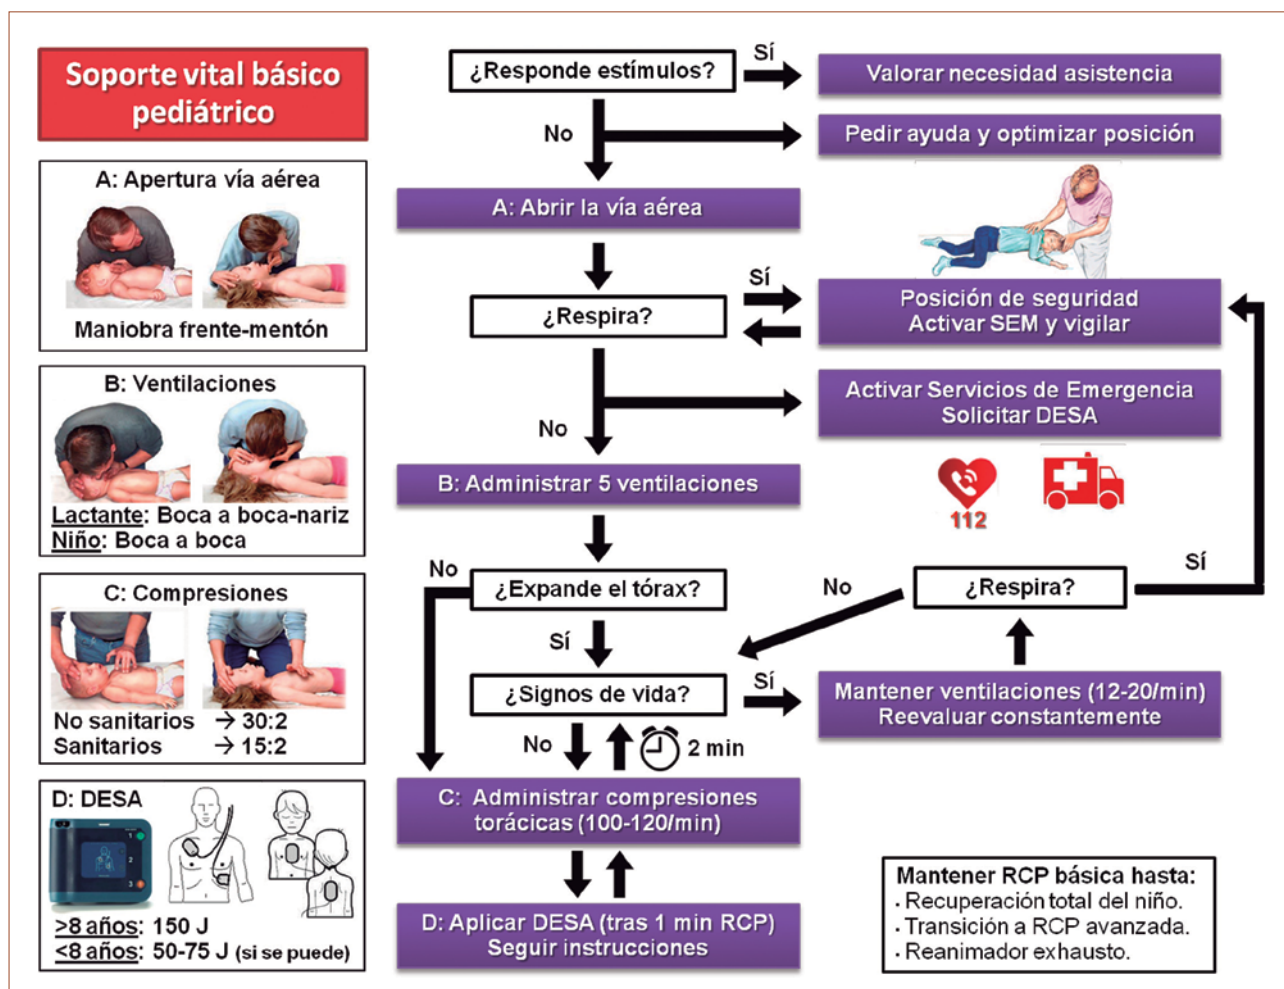 Soporte vital básico
pediátrico
A: Apertura vía aérea
Maniobra frente-mentón
B: Ventilaciones
Lactante: Boca a boca-nariz
Niño: Boca a boca
C: Compresiones
No sanitarios → 30:2
Sanitarios → 15:2
D: DESA
1
2
3
>8 años: 150 J
<8 años: 50-75 J (si se puede)
¿Responde estímulos?
Sí
Valorar necesidad asistencia
No
Pedir ayuda y optimizar posición
A: Abrir la vía aérea
¿Respira?
Sí
Posición de seguridad
Activar SEM y vigilar
No
Activar Servicios de Emergencia
Solicitar DESA
112
B: Administrar 5 ventilaciones
¿Expande el tórax?
No
Sí
¿Signos de vida?
Sí
Mantener ventilaciones (12-20/min)
Reevaluar constantemente
¿Respira?
No
Sí
No
2 min
C: Administrar compresiones
torácicas (100-120/min)
D: Aplicar DESA (tras 1 min RCP)
Seguir instrucciones
Mantener RCP básica hasta:
. Recuperación total del niño.
. Transición a RCP avanzada.
. Reanimador exhausto.